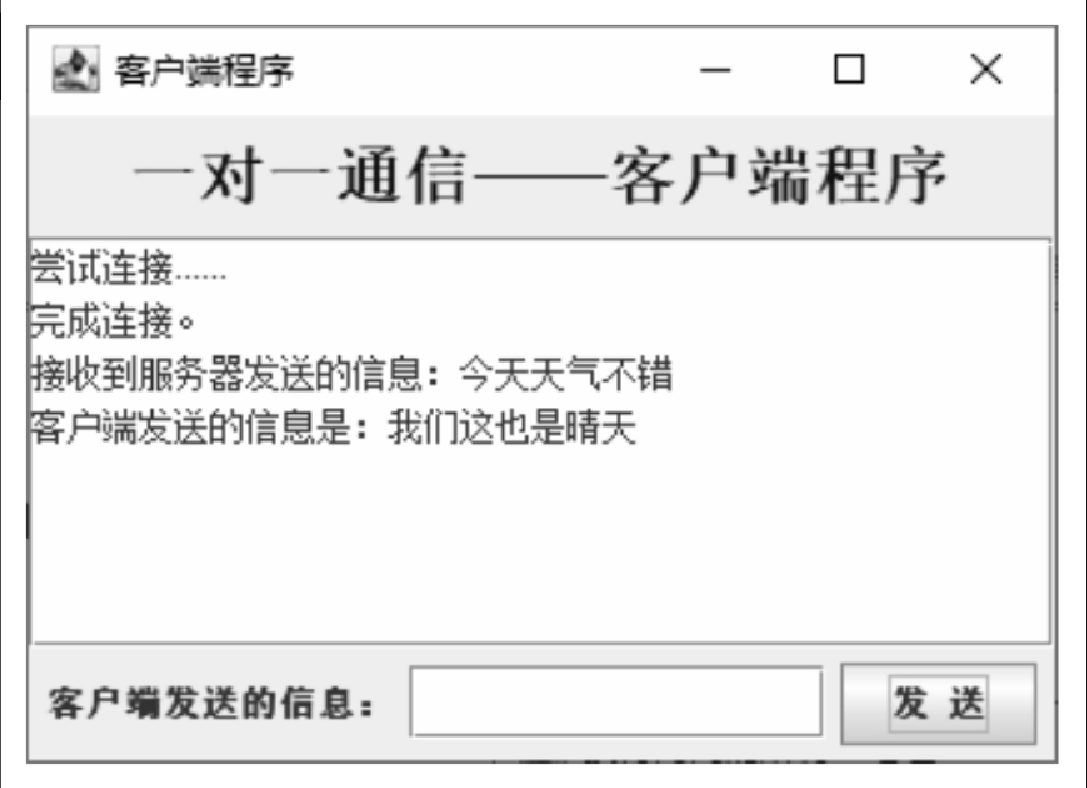 客户端程序
一对一通信——客户端程序
尝试连接......
完成连接。
接收到服务器发送的信息：今天天气不错
客户端发送的信息是：我们这也是晴天
客户端发送的信息：
发 送